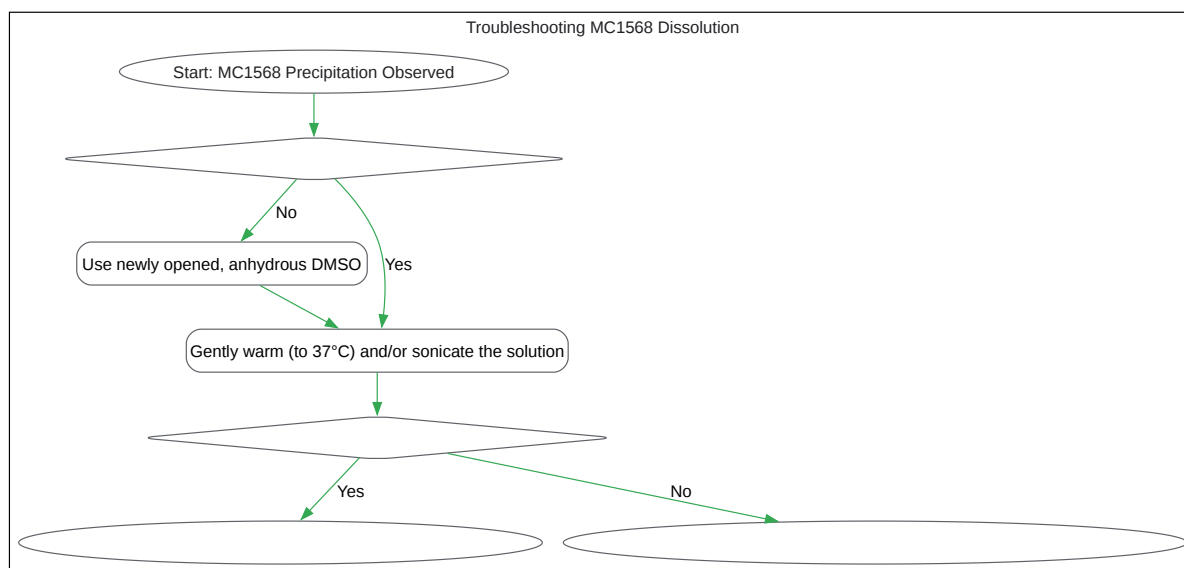 Troubleshooting MC1568 Dissolution
Start: MC1568 Precipitation Observed
No
Use newly opened, anhydrous DMSO
Yes
Gently warm (to 37°C) and/or sonicate the solution
Yes
No